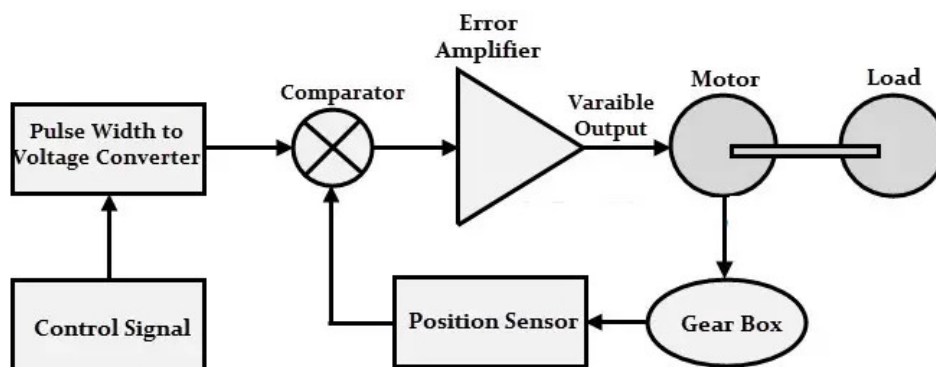 Error
Amplifier
Motor
Load
Comparator
Varaible
Output
Pulse Width to
Voltage Converter
Control Signal
Position Sensor
Gear Box